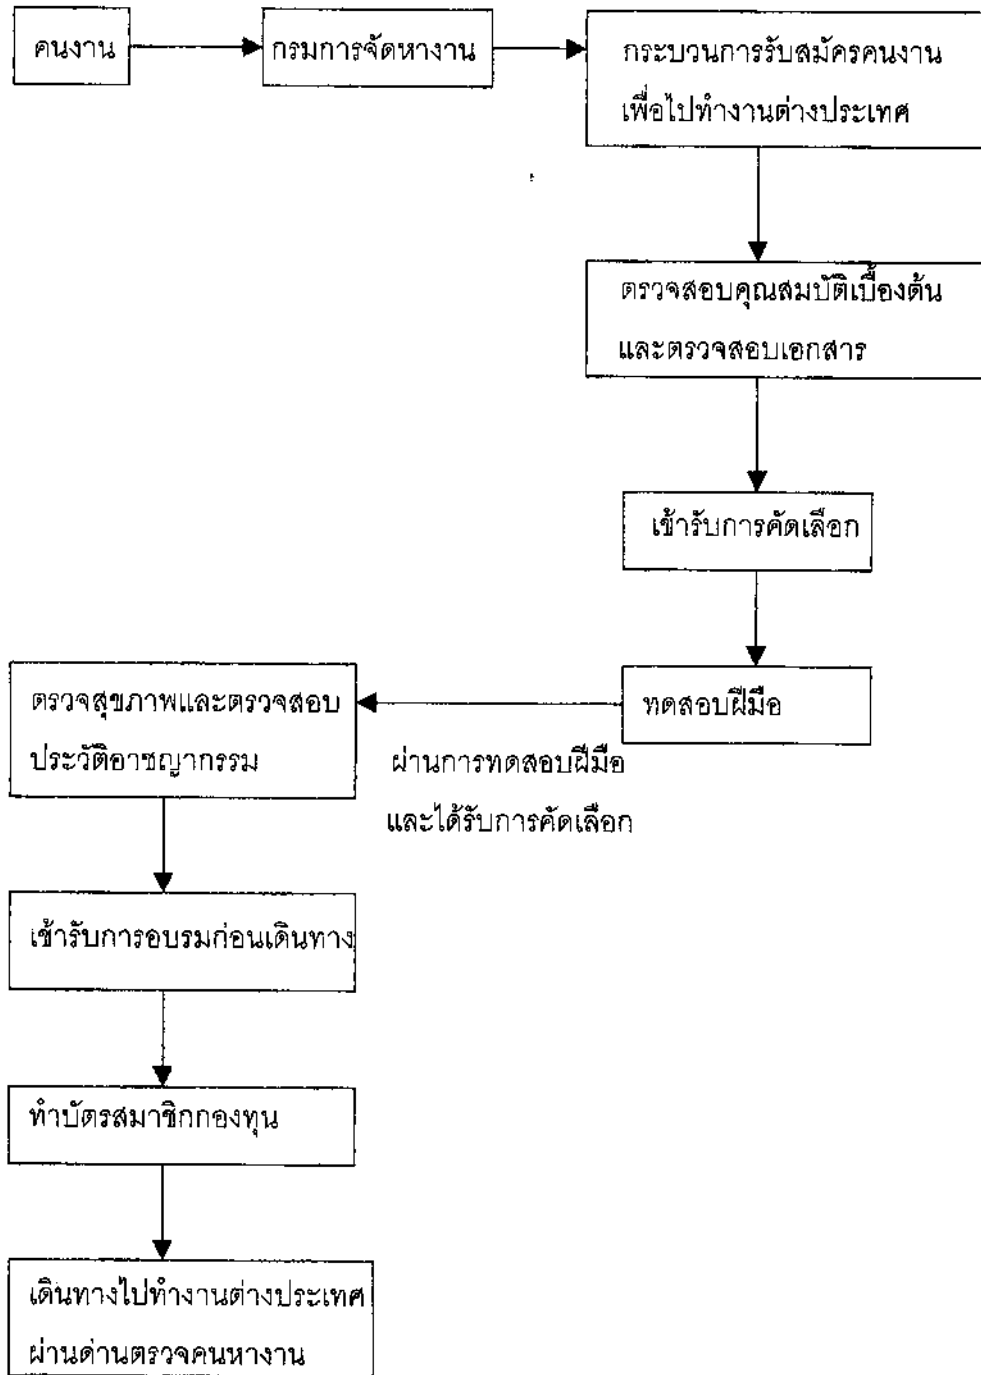 คนงาน
กรมการจัดหางาน
กระบวนการรับสมัครคนงาน
เพื่อไปทำงานต่างประเทศ
ตรวจสอบคุณสมบัติเบื้องต้น
และตรวจสอบเอกสาร
เข้ารับการคัดเลือก
ทดสอบฝีมือ
ผ่านการทดสอบฝีมือ
และได้รับการคัดเลือก
ตรวจสุขภาพและตรวจสอบ
ประวัติอาชญากรรม
เข้ารับการอบรมก่อนเดินทาง
ทำบัตรสมาชิกกองทุน
เดินทางไปทำงานต่างประเทศ
ผ่านด่านตรวจคนหางาน